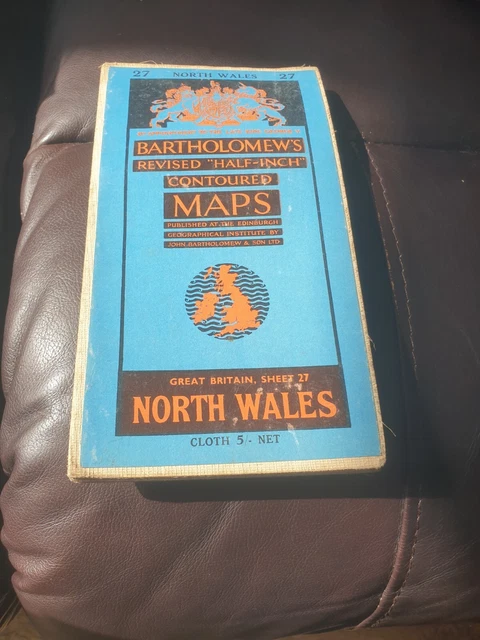 27 NORTH WALES 27
BARTHOLOMEW'S
REVISED "HALF-INCH"
CONTOURED
MAPS
PUBLISHED AT THE EDINBURGH
GEOGRAPHICAL INSTITUTE BY
JOHN BARTHOLOMEW & SON LTD.
GREAT BRITAIN, SHEET 27
NORTH WALES
CLOTH 5/- NET